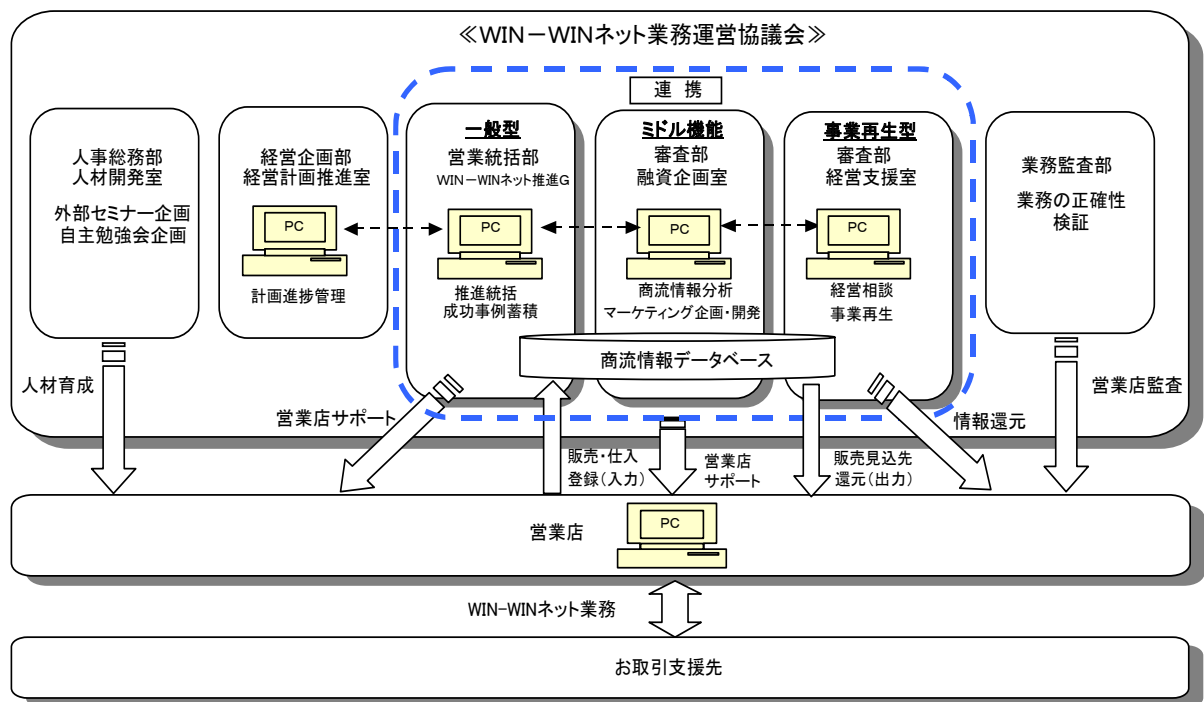 ≪WIN－WINネット業務運営協議会≫
連 携
人事総務部
人材開発室
外部セミナー企画
自主勉強会企画
経営企画部
経営計画推進室
PC
計画進捗管理
一般型
営業統括部
WIN－WINネット推進G
PC
推進統括
成功事例蓄積
ミドル機能
審査部
融資企画室
PC
商流情報分析
マーケティング企画・開発
事業再生型
審査部
経営支援室
PC
経営相談
事業再生
業務監査部
業務の正確性
検証
商流情報データベース
人材育成
営業店サポート
販売・仕入
登録(入力)
営業店
サポート
販売見込先
還元(出力)
情報還元
営業店監査
営業店
PC
WIN-WINネット業務
お取引支援先